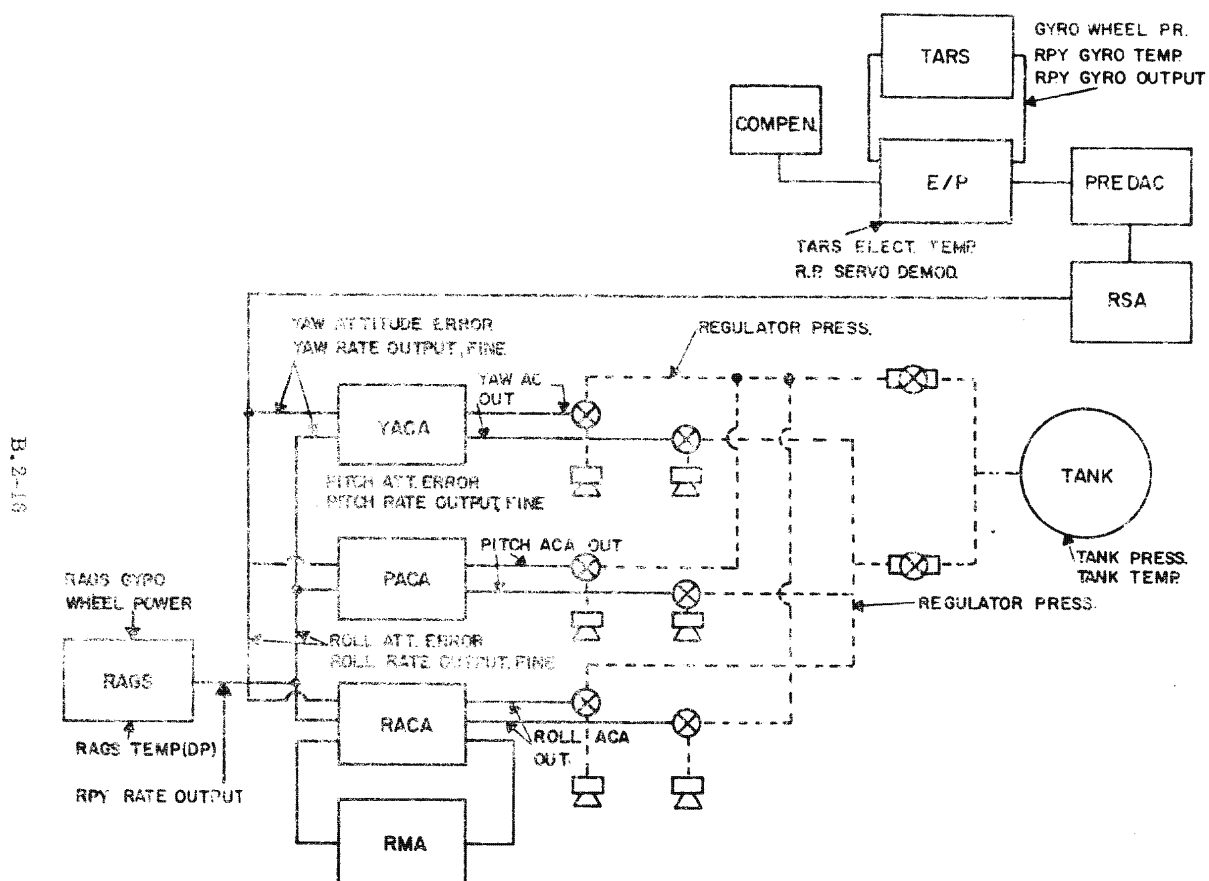 GYRO WHEEL PR.
RPY GYRO TEMP.
RPY GYRO OUTPUT
TARS
COMPEN.
E/P
PREDAC
TARS ELECT. TEMP.
R.P. SERVO DEMOD.
RSA
YAW ATTITUDE ERROR
YAW RATE OUTPUT, FINE
REGULATOR PRESS.
YAW AC
OUT
YACA
PITCH ATT. ERROR
PITCH RATE OUTPUT, FINE
TANK
PITCH ACA OUT
PACA
TANK PRESS.
TANK TEMP.
RAGS GYRO
WHEEL POWER
REGULATOR PRESS.
ROLL ATT. ERROR
ROLL RATE OUTPUT, FINE
RAGS
RACA
ROLL ACA
OUT.
RAGS TEMP(DP)
RPY RATE OUTPUT
RMA
B.2-16